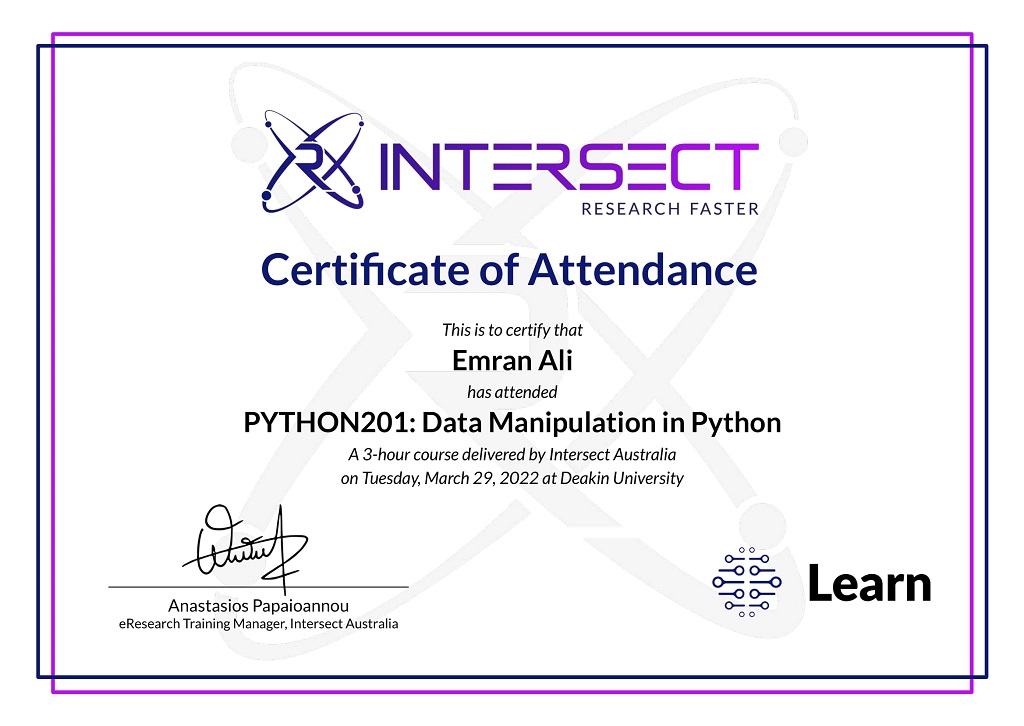 INTERSECT
RESEARCH FASTER
Certificate of Attendance
This is to certify that
Emran Ali
has attended
PYTHON201: Data Manipulation in Python
A 3-hour course delivered by Intersect Australia
on Tuesday, March 29, 2022 at Deakin University
Anastasios Papaioannou
eResearch Training Manager, Intersect Australia
Learn